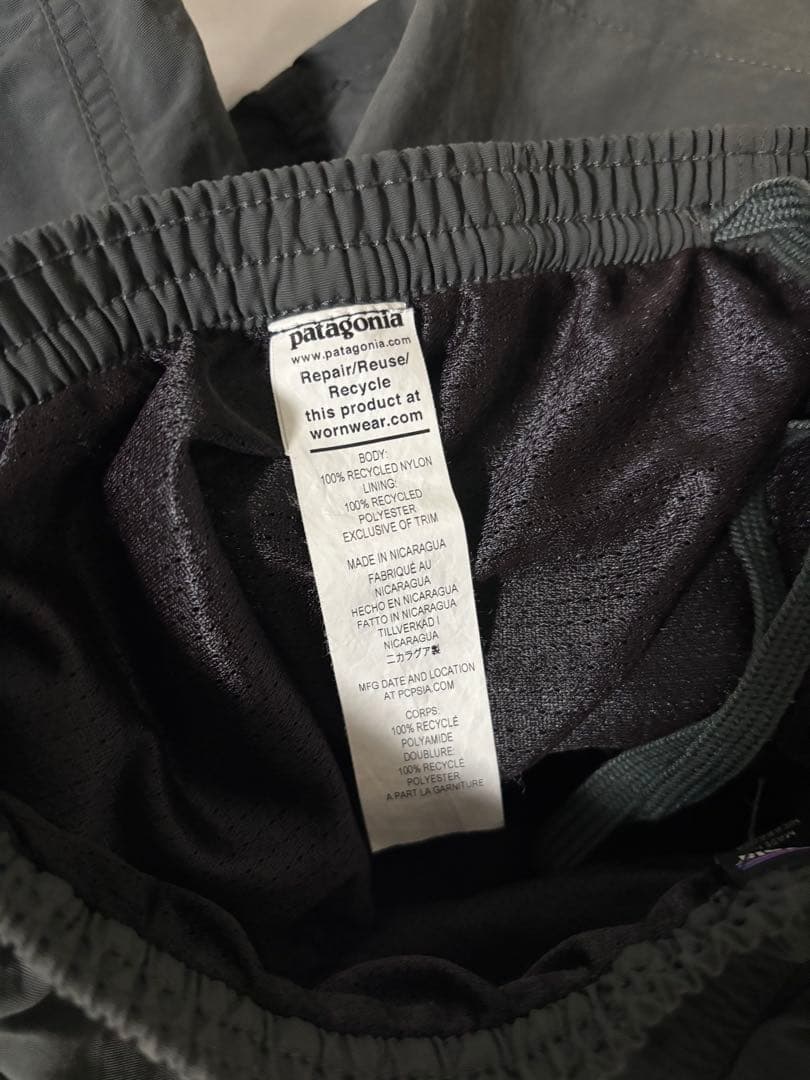 patagonia
www.patagonia.com
Repair/Reuse/
Recycle
this product at
wornwear.com
BODY:
100% RECYCLED NYLON
LINING:
100% RECYCLED
POLYESTER
EXCLUSIVE OF TRIM
MADE IN NICARAGUA
FABRIQUÉ AU
NICARAGUA
HECHO EN NICARAGUA
FATTO IN NICARAGUA
TILLVERKAD I
NICARAGUA
ニカラグア製
MFG DATE AND LOCATION
AT PCPSIA.COM
CORPS:
100% RECYCLÉ
POLYAMIDE
DOUBLURE:
100% RECYCLÉ
POLYESTER
A PART LA GARNITURE